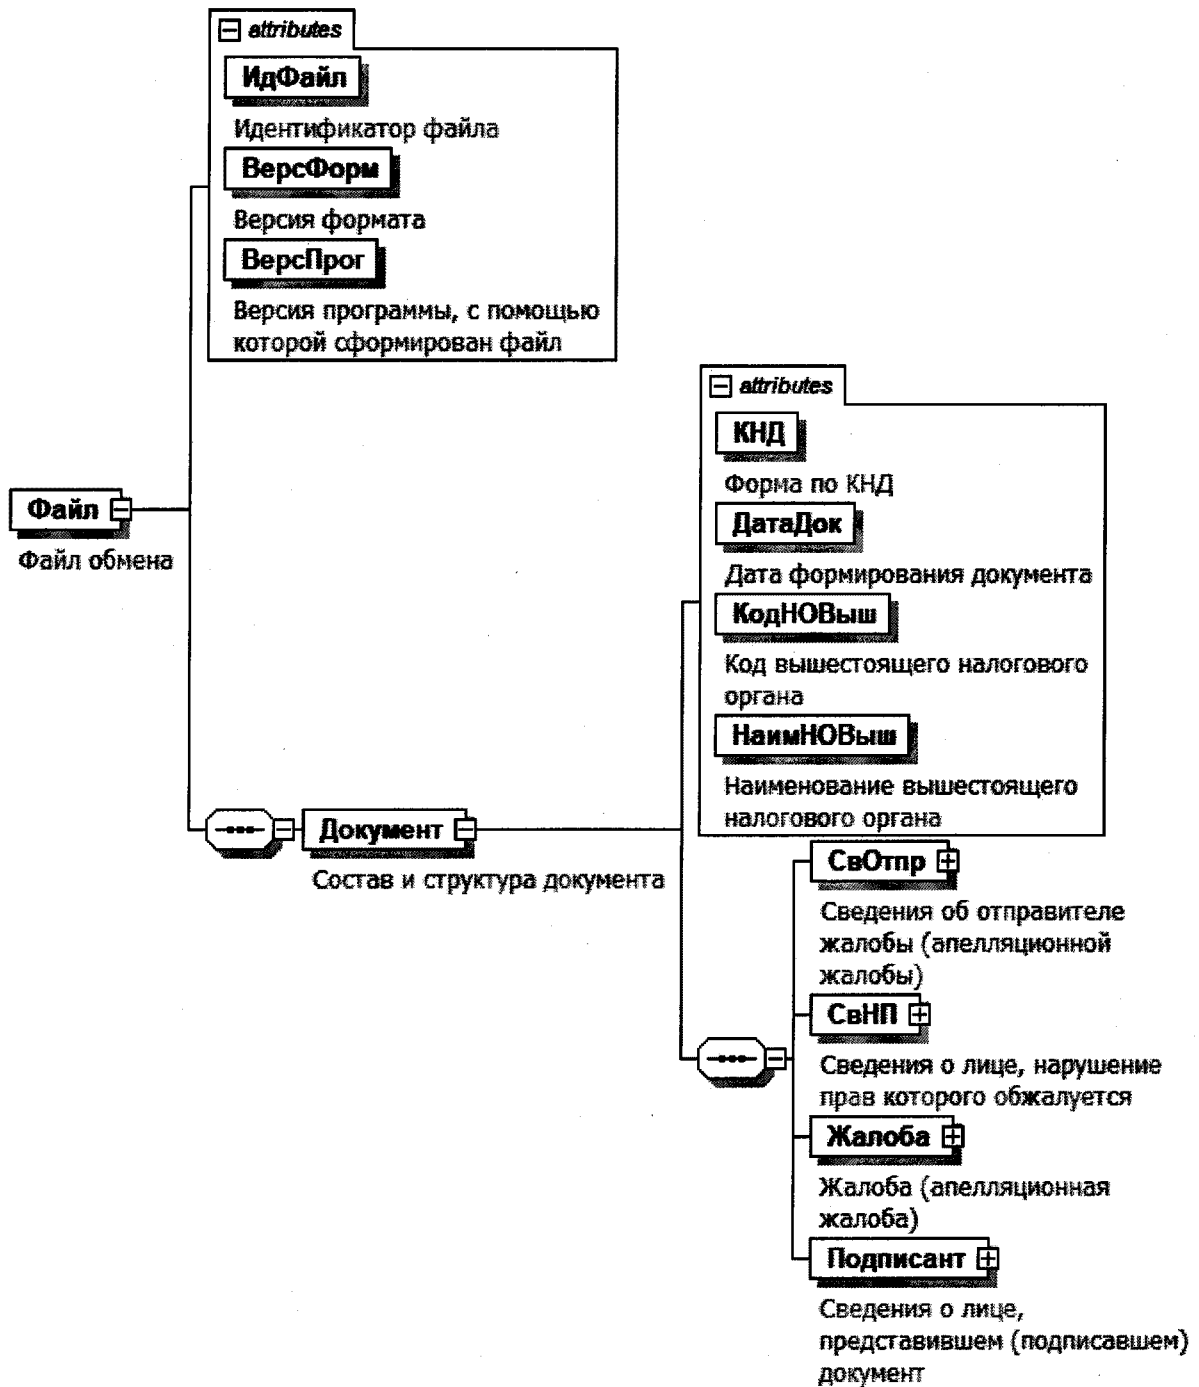 attributes
ИдФайл
Идентификатор файла
ВерсФорм
Версия формата
ВерсПрог
Версия программы, с помощью
которой сформирован файл
Файл
Файл обмена
Документ
Состав и структура документа
attributes
КНД
Форма по КНД
ДатаДок
Дата формирования документа
КодНОВыш
Код вышестоящего налогового
органа
НаимНОВыш
Наименование вышестоящего
налогового органа
СвОтпр
Сведения об отправителе
жалобы (апелляционной
жалобы)
СвНП
Сведения о лице, нарушение
прав которого обжалуется
Жалоба
Жалоба (апелляционная
жалоба)
Подписант
Сведения о лице,
представившем (подписавшем)
документ